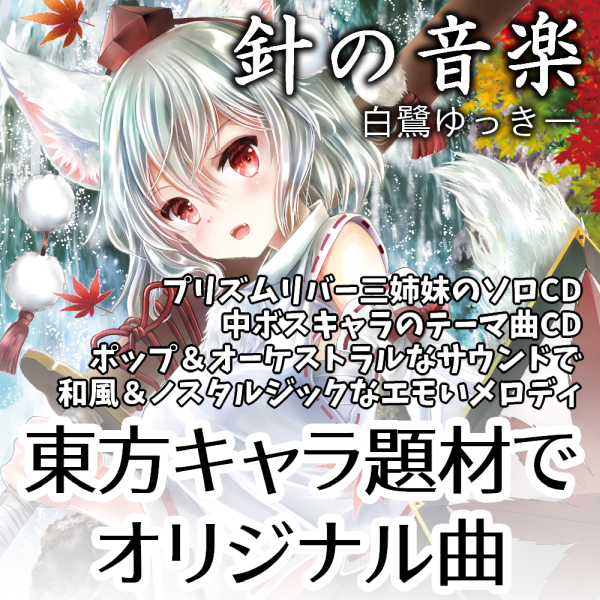 針の音楽
白鷺ゆっきー
プリズムリバー三姉妹のソロCD
中ボスキャラのテーマ曲CD
ポップ＆オーケストラルなサウンドで
和風＆ノスタルジックなエモいメロディ
東方キャラ題材で
オリジナル曲